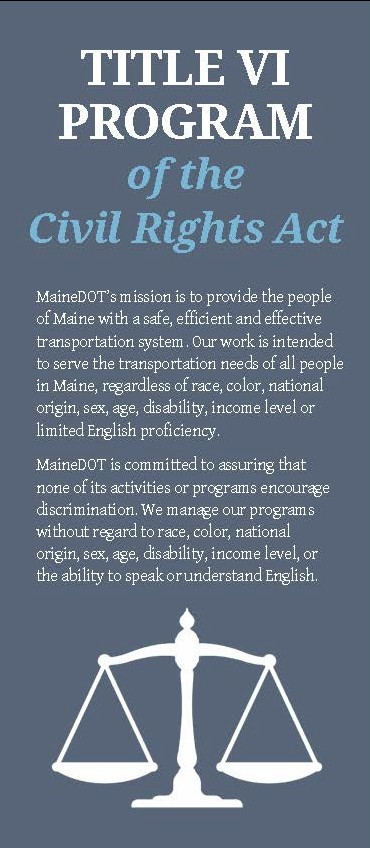 TITLE VI
PROGRAM
of the
Civil Rights Act
MaineDOT's mission is to provide the people
of Maine with a safe, efficient and effective
transportation system. Our work is intended
to serve the transportation needs of all people
in Maine, regardless of race, color, national
origin, sex, age, disability, income level or
limited English proficiency.
MaineDOT is committed to assuring that
none of its activities or programs encourage
discrimination. We manage our programs
without regard to race, color, national
origin, sex, age, disability, income level, or
the ability to speak or understand English.